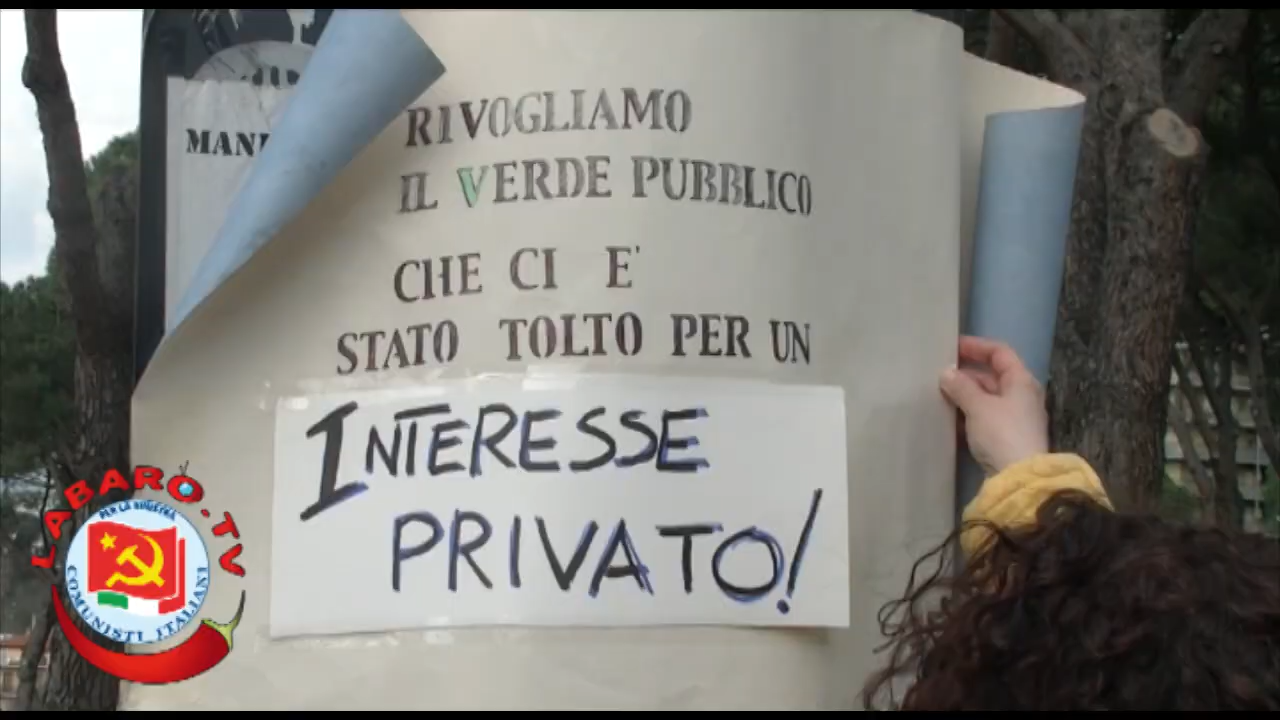 MANI
RIVOGLIAMO
IL VERDE PUBBLICO
CHE CI E'
STATO TOLTO PER UN
INTERESSE
PRIVATO!
LABARO.TV
PER LA SINISTRA
COMUNISTI ITALIANI